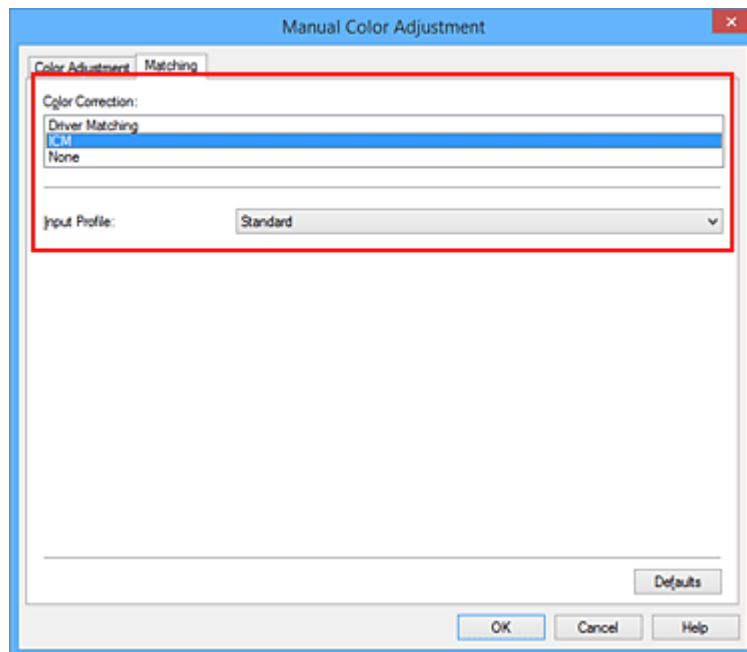 Manual Color Adjustment
Color Adjustment Matching
Color Correction:
Driver Matching
ICM
None
Input Profile: Standard
Defaults
OK Cancel Help